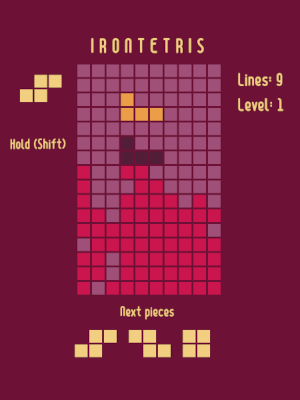 IRONTETRIS
Lines: 9
Level: 1
Hold (Shift)
Next pieces